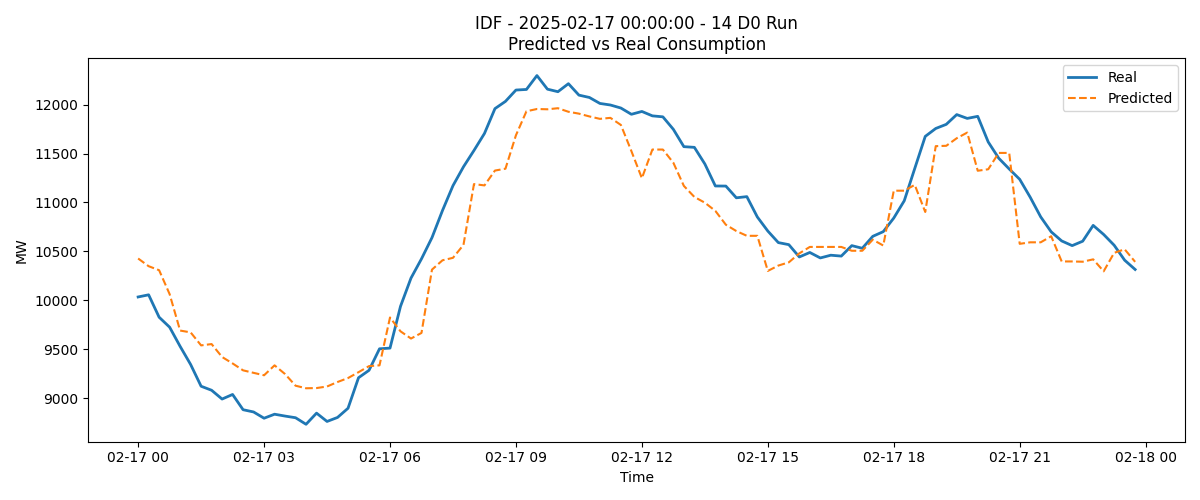 IDF - 2025-02-17 00:00:00 - 14 D0 Run
Predicted vs Real Consumption
Real
Predicted
MW
12000
11500
11000
10500
10000
9500
9000
02-17 00
02-17 03
02-17 06
02-17 09
02-17 12
02-17 15
02-17 18
02-17 21
02-18 00
Time